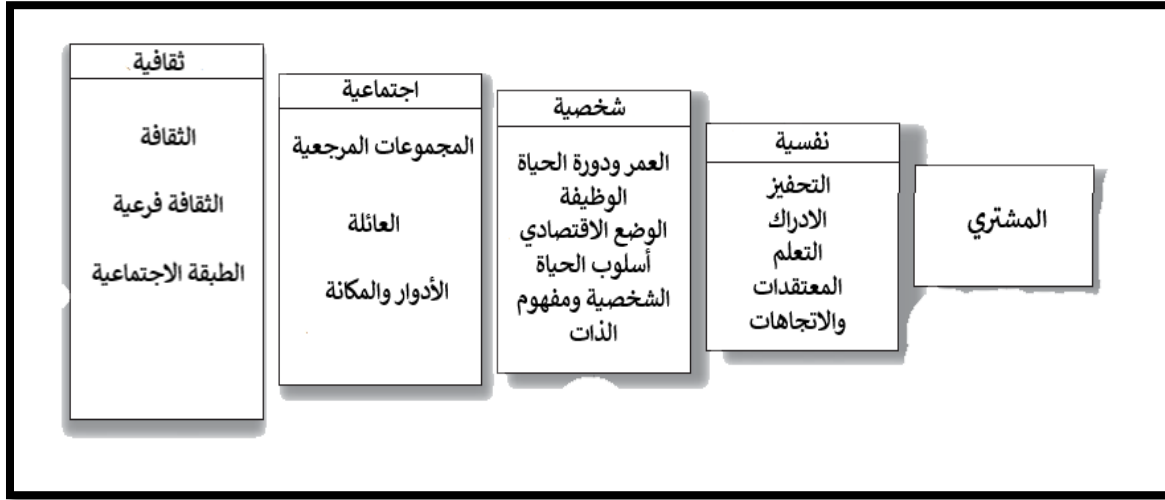 ثقافية
الثقافة
الثقافة فرعية
الطبقة الاجتماعية
اجتماعية
المجموعات المرجعية
العائلة
الأدوار والمكانة
شخصية
العمر ودورة الحياة
الوظيفة
الوضع الاقتصادي
أسلوب الحياة
الشخصية ومفهوم
الذات
نفسية
التحفيز
الادراك
التعلم
المعتقدات
والاتجاهات
المشتري